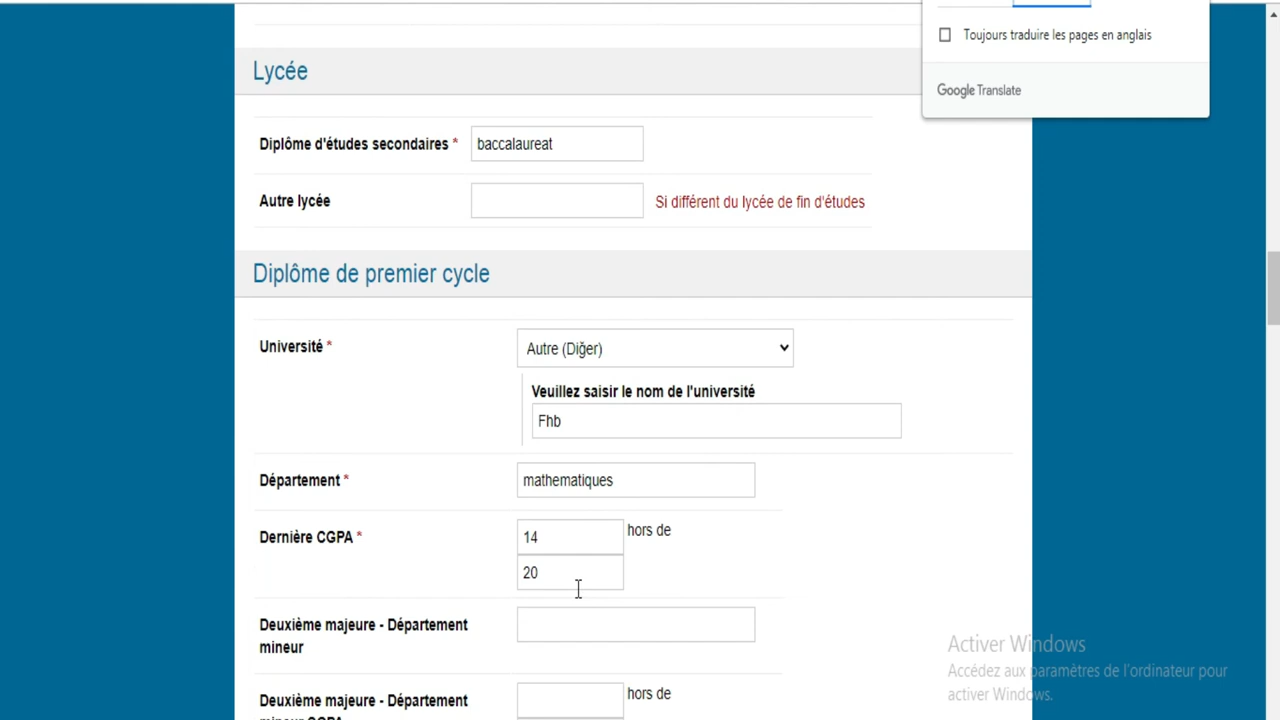 Toujours traduire les pages en anglais
Google Translate
Lycée
Diplôme d'études secondaires * baccalaureat
Autre lycée Si différent du lycée de fin d'études
Diplôme de premier cycle
Université * Autre (Diğer)
Veuillez saisir le nom de l'université
Fhb
Département * mathematiques
Dernière CGPA * 14 hors de
20
Deuxième majeure - Département
mineur
Deuxième majeure - Département hors de
Activer Windows
Accédez aux paramètres de l'ordinateur pour
activer Windows.